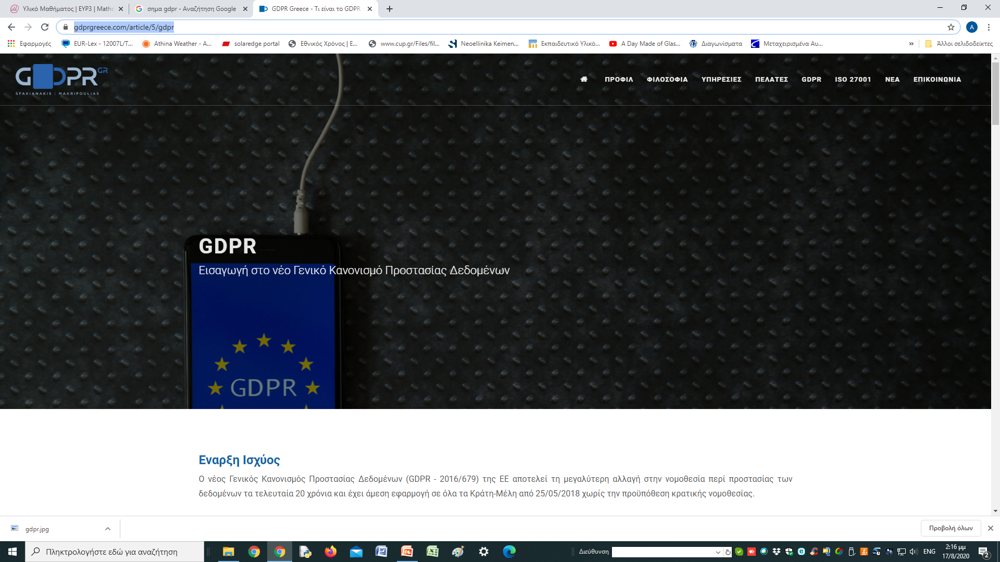 Υλικό Μαθήματος | ΕΥΡ3 | Mathe
σημα gdpr - Αναζήτηση Google
GDPR Greece - Τι είναι το GDPR
gdprgreece.com/article/5/gdpr
A
Εφαρμογές
EUR-Lex - 12007L/T...
Athina Weather - A...
solaredge portal
Εθνικός Χρόνος | Ε...
www.cup.gr/Files/fil...
Neoellinika Keimen...
Εκπαιδευτικό Υλικό...
A Day Made of Glas...
Διαγωνίσματα
Μεταχειρισμένα Αυ...
»
Άλλοι σελιδοδείκτες
GDPR GR
SFAKIANAKIS | MAKRIPOULIAS
ΠΡΟΦΙΛ
ΦΙΛΟΣΟΦΙΑ
ΥΠΗΡΕΣΙΕΣ
ΠΕΛΑΤΕΣ
GDPR
ISO 27001
ΝΕΑ
ΕΠΙΚΟΙΝΩΝΙΑ
GDPR
Εισαγωγή στο νέο Γενικό Κανονισμό Προστασίας Δεδομένων
GDPR
Εναρξη Ισχύος
Ο νέος Γενικός Κανονισμός Προστασίας Δεδομένων (GDPR - 2016/679) της ΕΕ αποτελεί τη μεγαλύτερη αλλαγή στην νομοθεσία περί προστασίας των
δεδομένων τα τελευταία 20 χρόνια και έχει άμεση εφαρμογή σε όλα τα Κράτη-Μέλη από 25/05/2018 χωρίς την προϋπόθεση κρατικής νομοθεσίας.
gdpr.jpg
Προβολή όλων
Πληκτρολογήστε εδώ για αναζήτηση
Διεύθυνση
ENG
2:16 μμ
17/8/2020
2